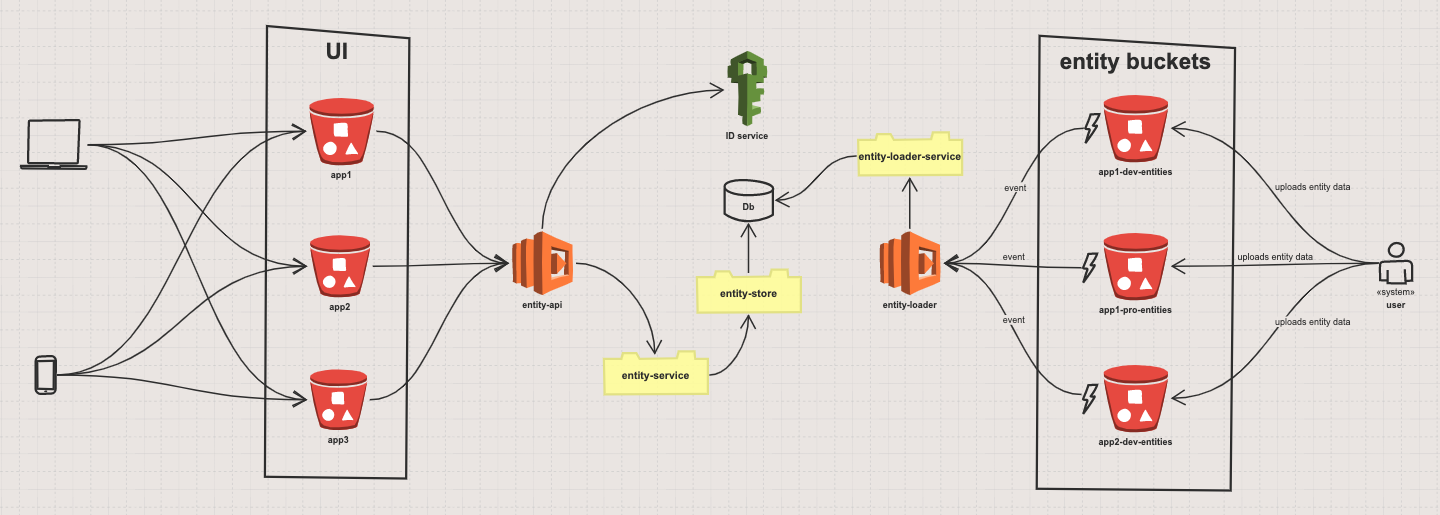 UI
app1
app2
app3
entity-api
ID service
Db
entity-store
entity-service
entity-loader-service
entity-loader
event
event
event
entity buckets
app1-dev-entities
app1-pro-entities
app2-dev-entities
uploads entity data
uploads entity data
uploads entity data
«system»
user